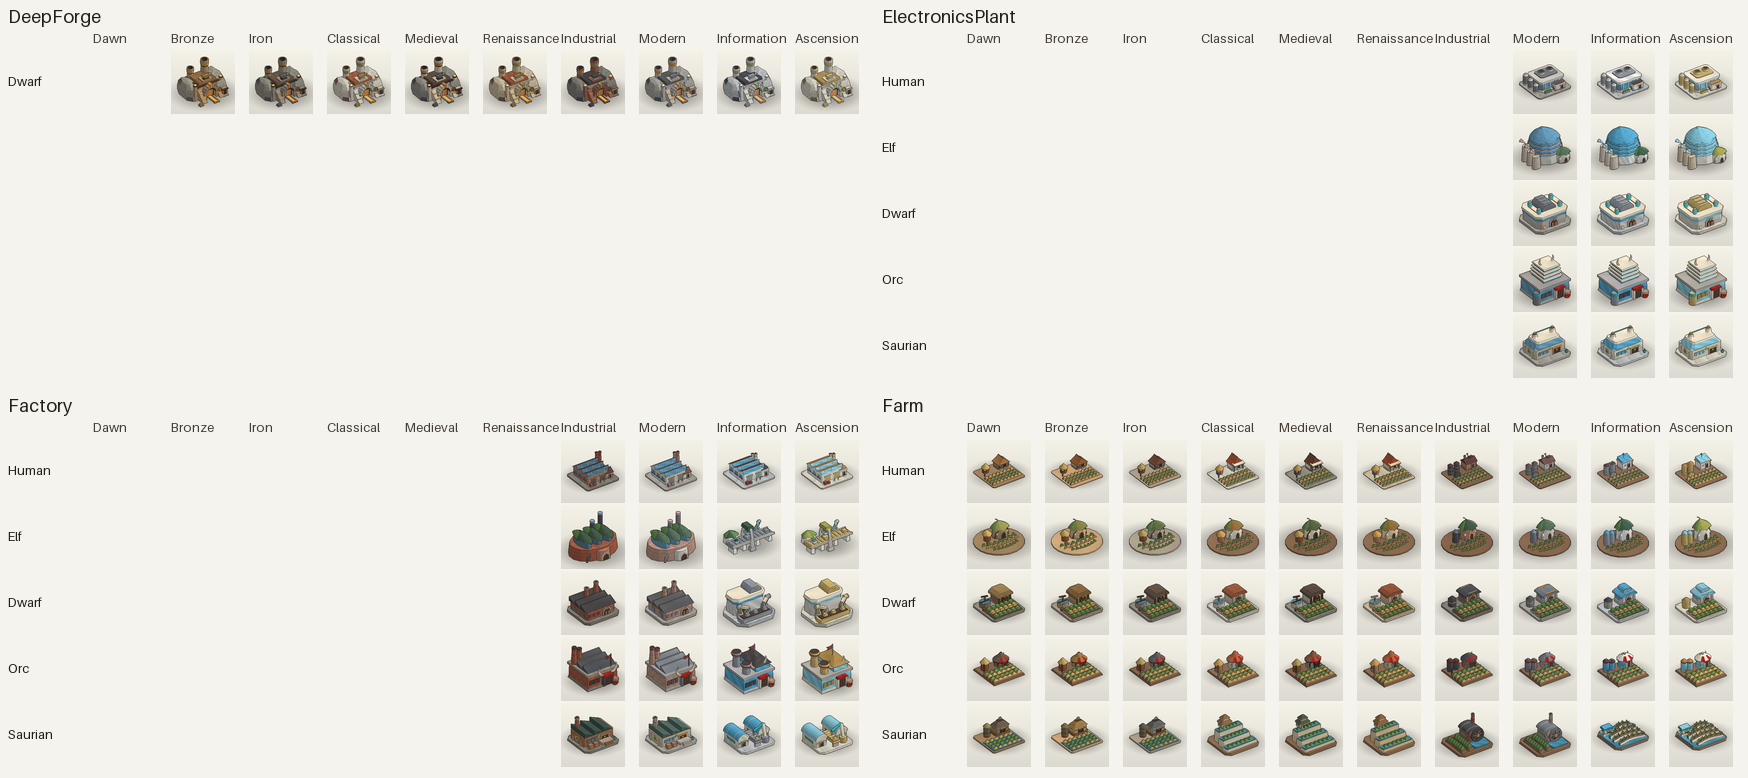 DeepForge
Dawn Bronze Iron Classical Medieval Renaissance Industrial Modern Information Ascension
Dwarf
ElectronicsPlant
Dawn Bronze Iron Classical Medieval Renaissance Industrial Modern Information Ascension
Human
Elf
Dwarf
Orc
Saurian
Factory
Dawn Bronze Iron Classical Medieval Renaissance Industrial Modern Information Ascension
Human
Elf
Dwarf
Orc
Saurian
Farm
Dawn Bronze Iron Classical Medieval Renaissance Industrial Modern Information Ascension
Human
Elf
Dwarf
Orc
Saurian